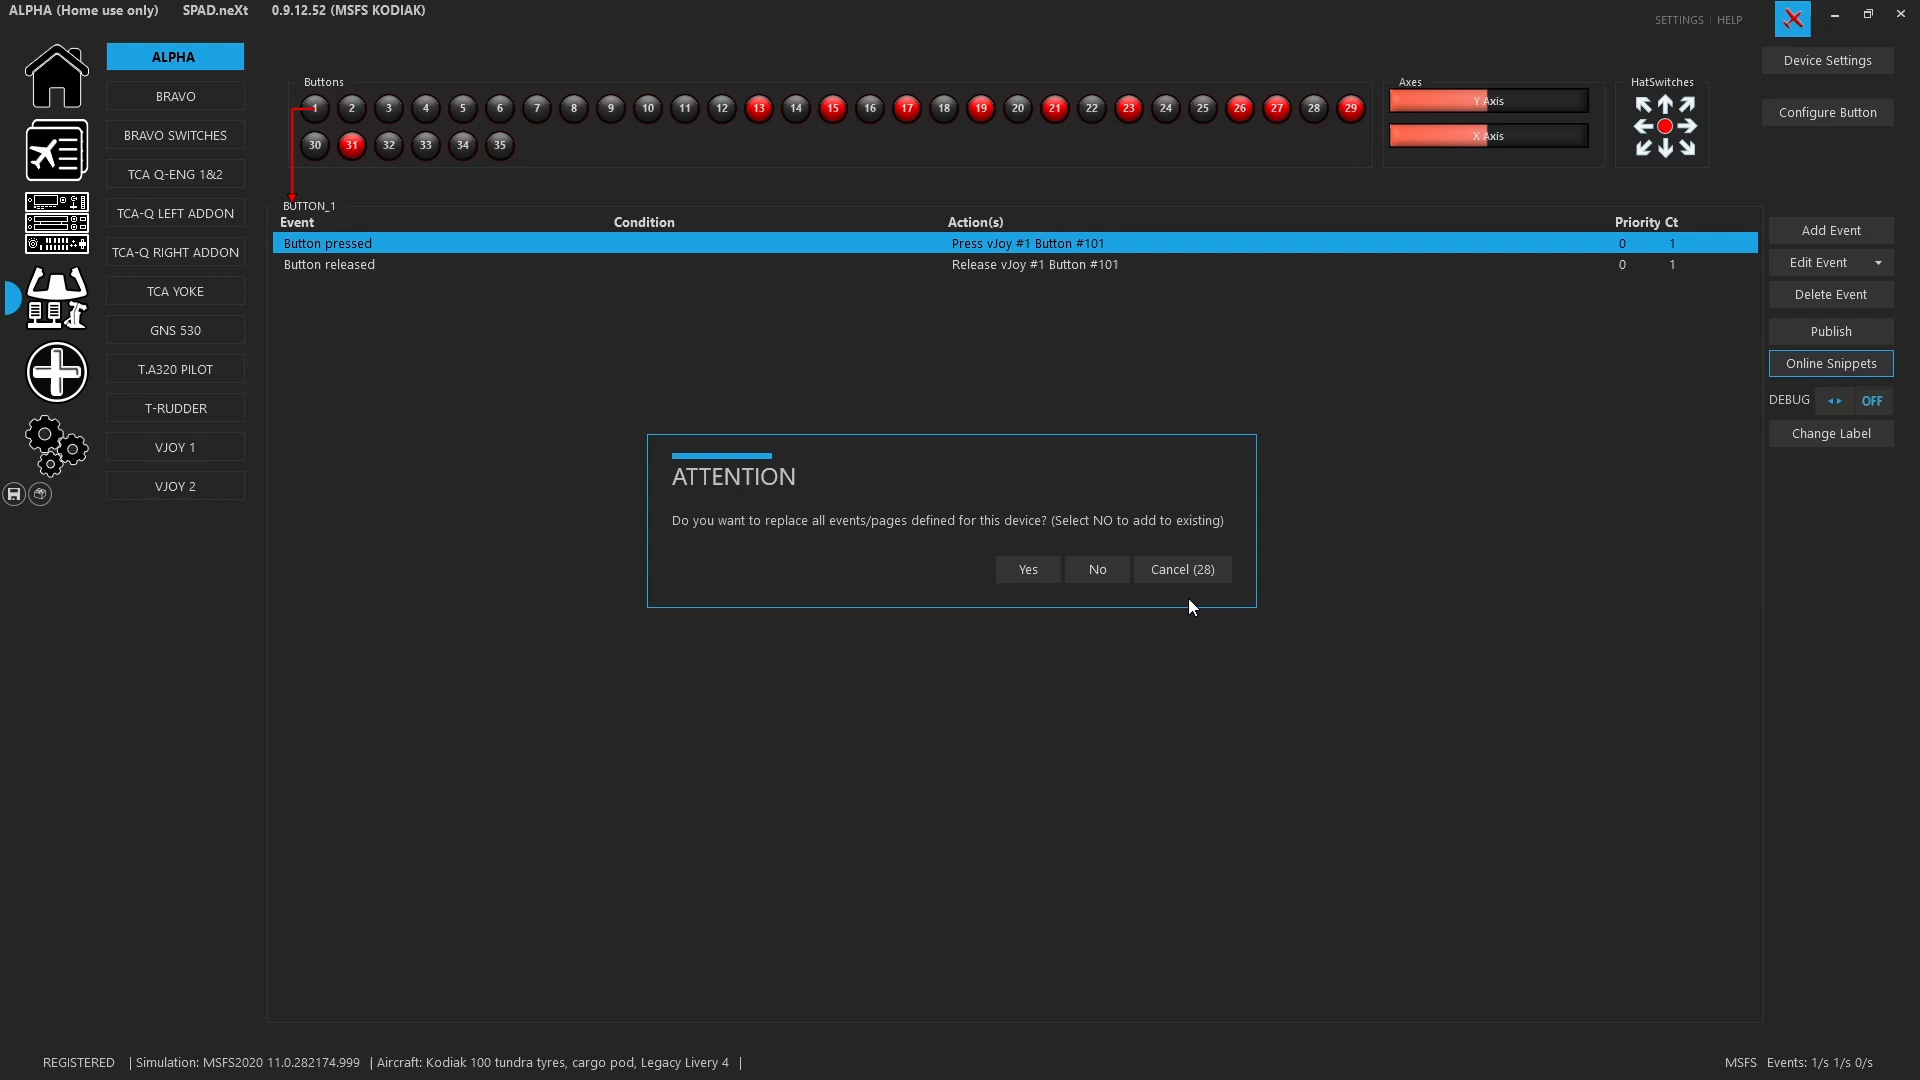 ALPHA (Home use only) SPAD.neXt 0.9.12.52 (MSFS KODIAK)
SETTINGS | HELP
Device Settings
Configure Button
ALPHA
BRAVO
BRAVO SWITCHES
TCA Q-ENG 1&2
TCA-Q LEFT ADDON
TCA-Q RIGHT ADDON
TCA YOKE
GNS 530
T.A320 PILOT
T-RUDDER
VJOY 1
VJOY 2
Buttons
1 2 3 4 5 6 7 8 9 10 11 12 13 14 15 16 17 18 19 20 21 22 23 24 25 26 27 28 29
30 31 32 33 34 35
Axes
Y Axis
X Axis
HatSwitches
BUTTON_1
Event Condition Action(s) Priority Ct
Button pressed Press vJoy #1 Button #101 0 1
Button released Release vJoy #1 Button #101 0 1
Add Event
Edit Event
Delete Event
Publish
Online Snippets
DEBUG OFF
Change Label
ATTENTION
Do you want to replace all events/pages defined for this device? (Select NO to add to existing)
Yes No Cancel (28)
REGISTERED | Simulation: MSFS2020 11.0.282174.999 | Aircraft: Kodiak 100 tundra tyres, cargo pod, Legacy Livery 4 |
MSFS Events: 1/s 1/s 0/s